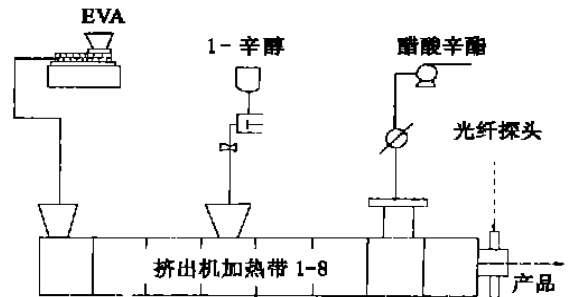 EVA
1-辛醇
醋酸辛酯
光纤探头
挤出机加热带 1-8
产品